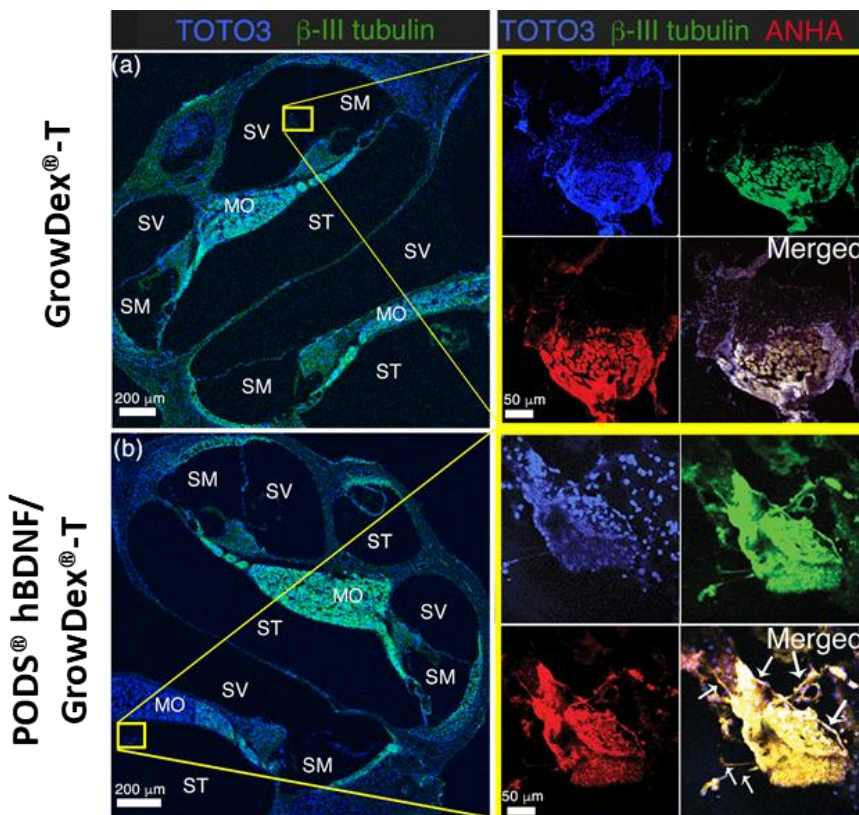 TOTO3 β-III tubulin
TOTO3 β-III tubulin ANHA
GrowDex®-T
(a)
SM
SV
MO
SV
ST
SV
SM
MO
SM
ST
200 µm
Merged
50 µm
PODS® hBDNF/
GrowDex®-T
(b)
SM
SV
ST
MO
SV
ST
SM
SV
MO
SM
ST
200 µm
Merged
50 µm